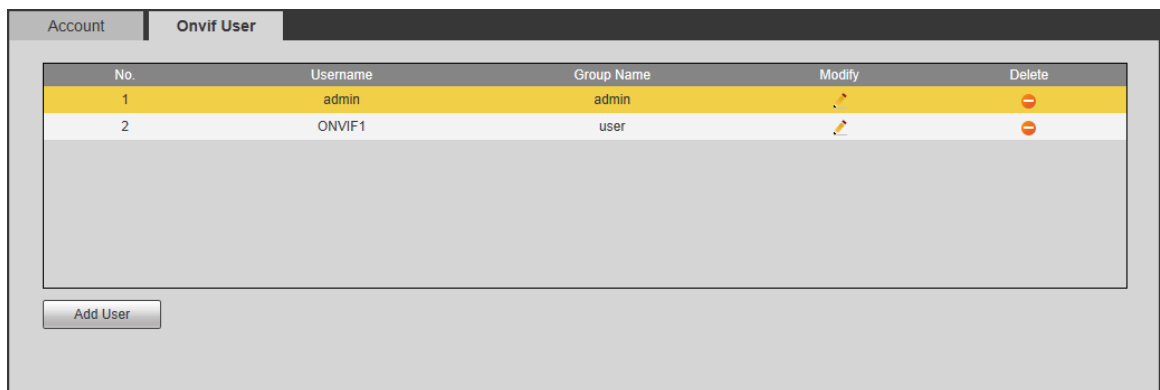 Account Onvif User
No. Username Group Name Modify Delete
1 admin admin
2 ONVIF1 user
Add User